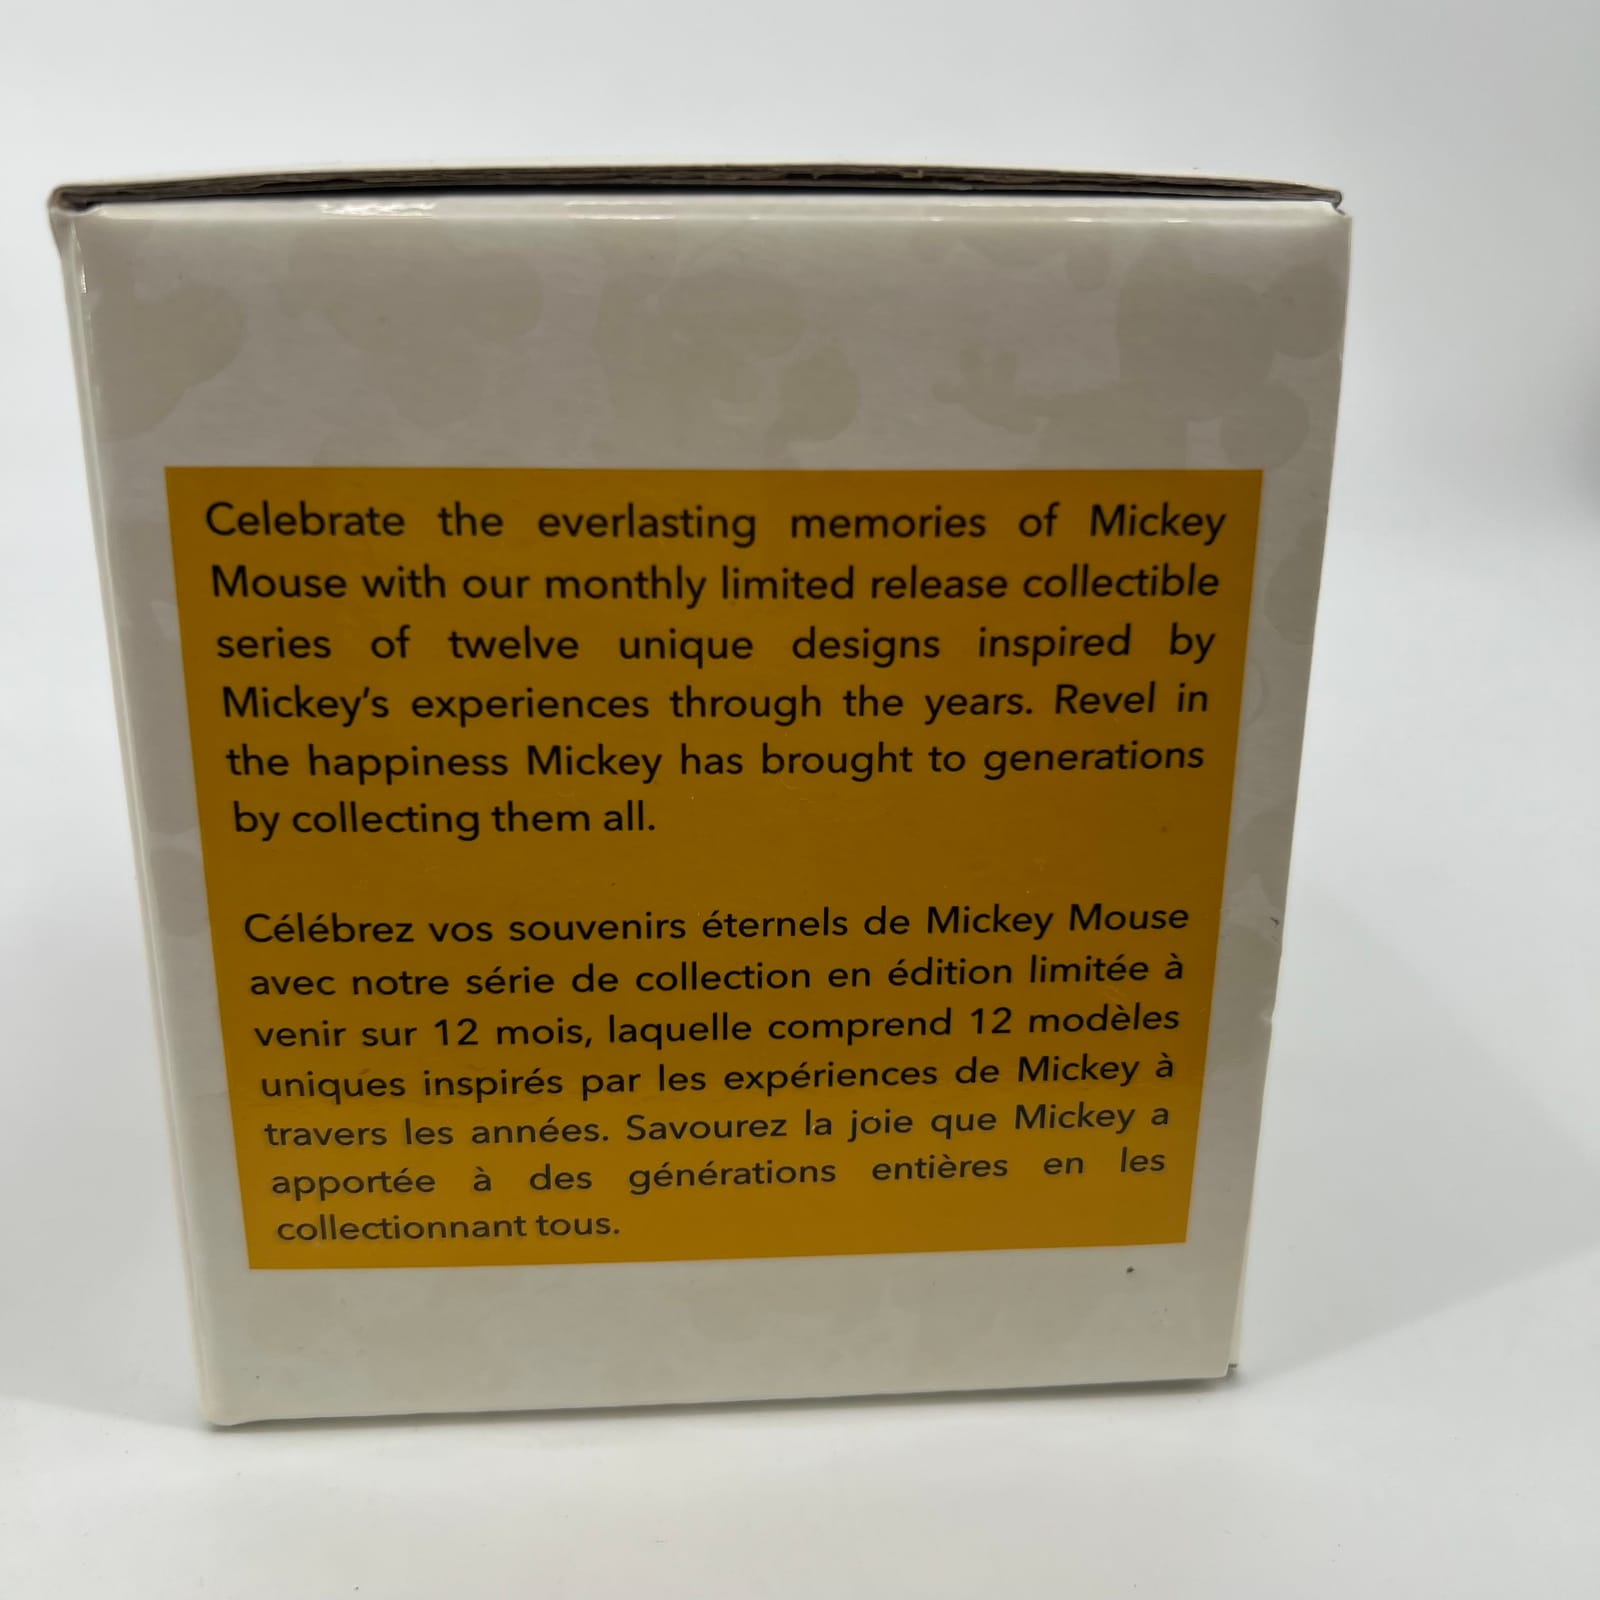 Celebrate the everlasting memories of Mickey
Mouse with our monthly limited release collectible
series of twelve unique designs inspired by
Mickey's experiences through the years. Revel in
the happiness Mickey has brought to generations
by collecting them all.
Célébrez vos souvenirs éternels de Mickey Mouse
avec notre série de collection en édition limitée à
venir sur 12 mois, laquelle comprend 12 modèles
uniques inspirés par les expériences de Mickey à
travers les années. Savourez la joie que Mickey a
apportée à des générations entières en les
collectionnant tous.